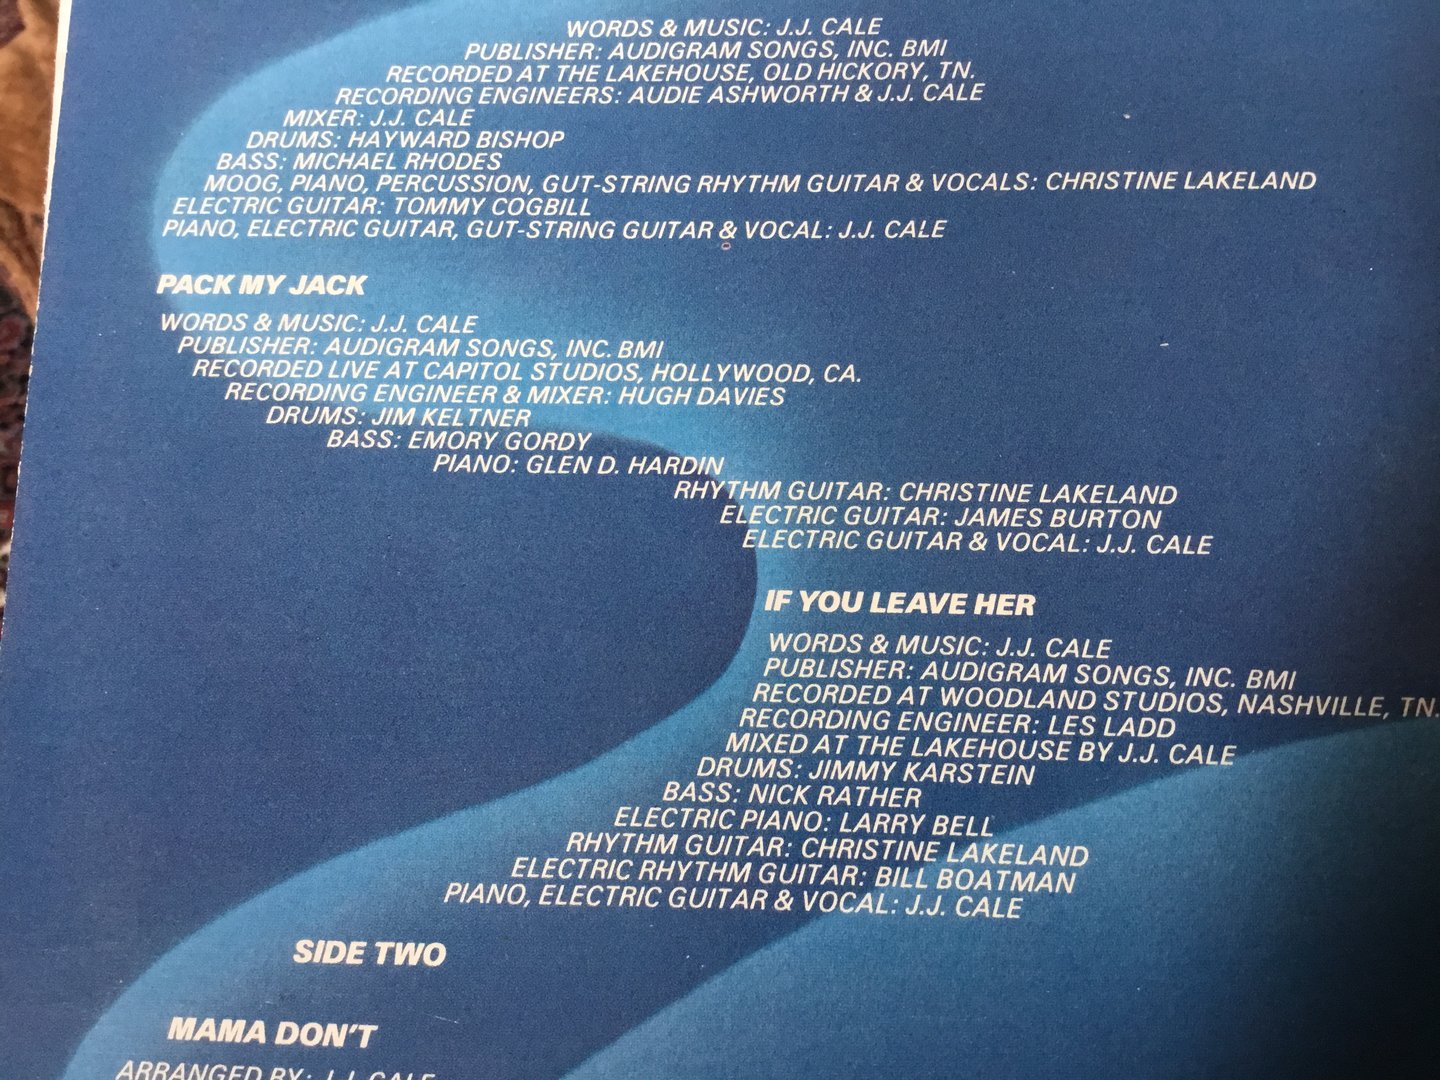 WORDS & MUSIC: J.J. CALE
PUBLISHER: AUDIGRAM SONGS, INC. BMI
RECORDED AT THE LAKEHOUSE, OLD HICKORY, TN.
RECORDING ENGINEERS: AUDIE ASHWORTH & J.J. CALE
MIXER: J.J. CALE
DRUMS: HAYWARD BISHOP
BASS: MICHAEL RHODES
MOOG, PIANO, PERCUSSION, GUT-STRING RHYTHM GUITAR & VOCALS: CHRISTINE LAKELAND
ELECTRIC GUITAR: TOMMY COGBILL
PIANO, ELECTRIC GUITAR, GUT-STRING GUITAR & VOCAL: J.J. CALE
PACK MY JACK
WORDS & MUSIC: J.J. CALE
PUBLISHER: AUDIGRAM SONGS, INC. BMI
RECORDED LIVE AT CAPITOL STUDIOS, HOLLYWOOD, CA.
RECORDING ENGINEER & MIXER: HUGH DAVIES
DRUMS: JIM KELTNER
BASS: EMORY GORDY
PIANO: GLEN D. HARDIN
RHYTHM GUITAR: CHRISTINE LAKELAND
ELECTRIC GUITAR: JAMES BURTON
ELECTRIC GUITAR & VOCAL: J.J. CALE
IF YOU LEAVE HER
WORDS & MUSIC: J.J. CALE
PUBLISHER: AUDIGRAM SONGS, INC. BMI
RECORDED AT WOODLAND STUDIOS, NASHVILLE, TN.
RECORDING ENGINEER: LES LADD
MIXED AT THE LAKEHOUSE BY J.J. CALE
DRUMS: JIMMY KARSTEIN
BASS: NICK RATHER
ELECTRIC PIANO: LARRY BELL
RHYTHM GUITAR: CHRISTINE LAKELAND
ELECTRIC RHYTHM GUITAR: BILL BOATMAN
PIANO, ELECTRIC GUITAR & VOCAL: J.J. CALE
SIDE TWO
MAMA DON'T
ARRANGED BY: J.J. CALE